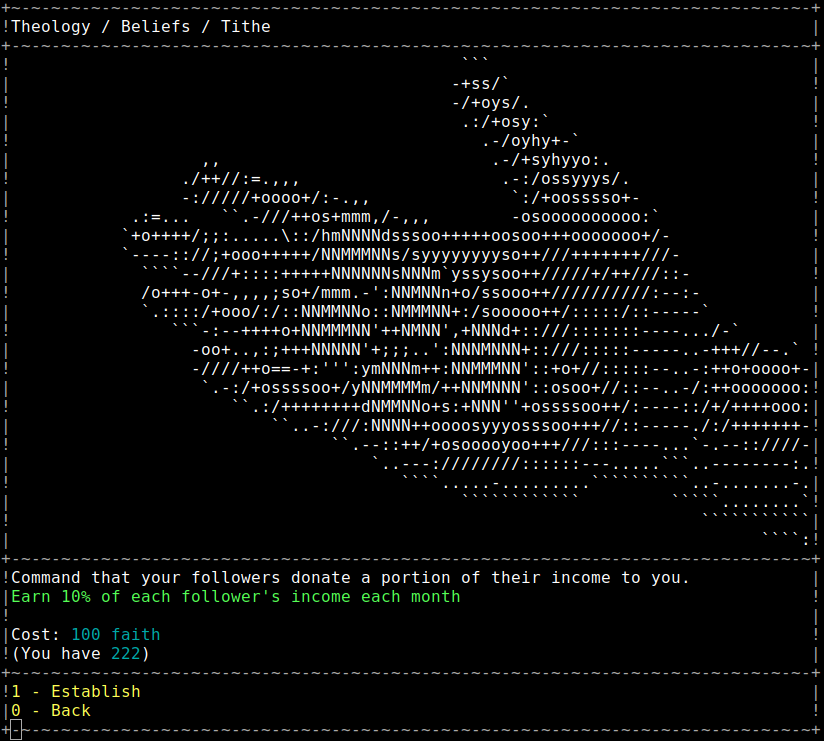 Theology / Beliefs / Tithe
Command that your followers donate a portion of their income to you.
Earn 10% of each follower's income each month
Cost: 100 faith
(You have 222)
1 - Establish
0 - Back